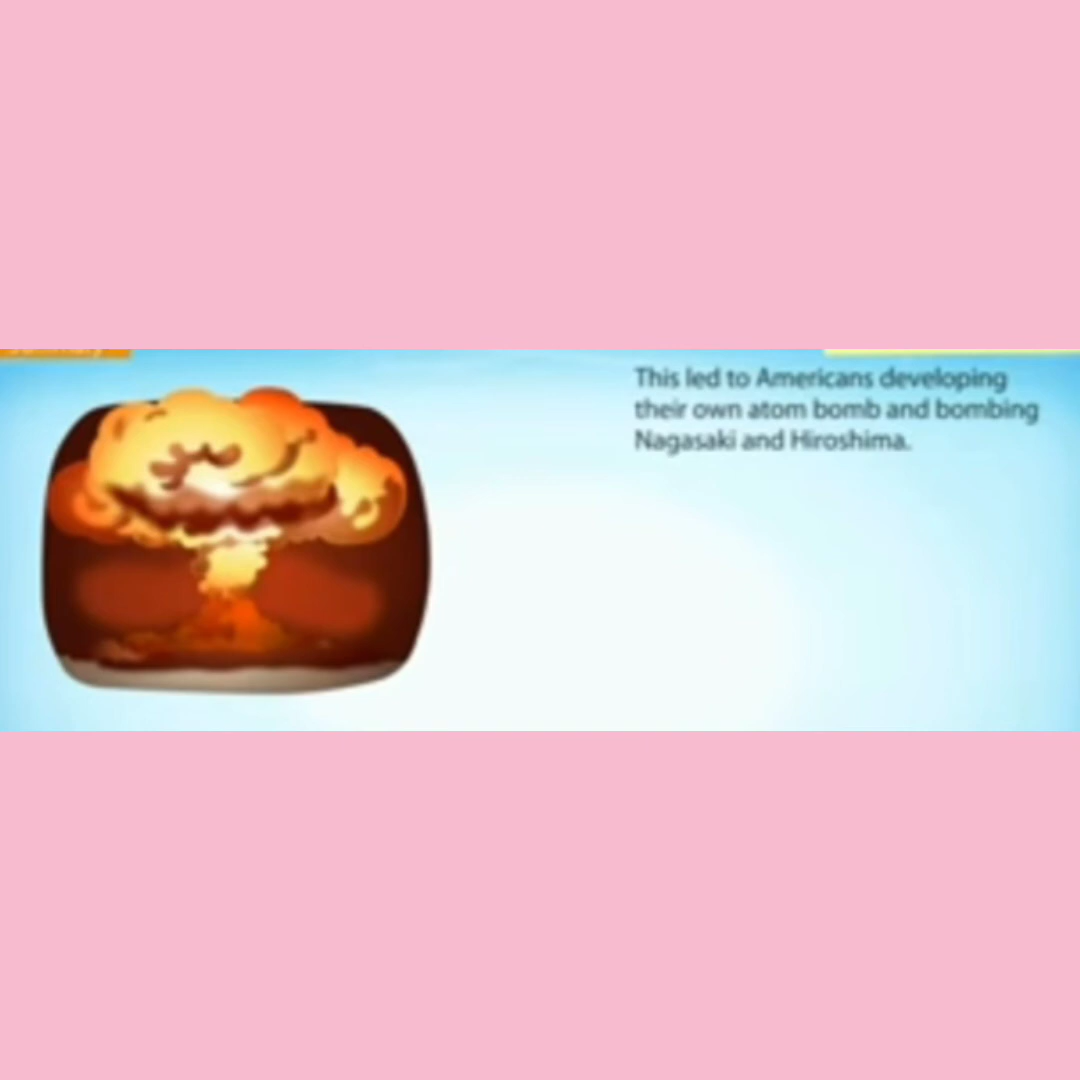 This led to Americans developing
their own atom bomb and bombing
Nagasaki and Hiroshima.